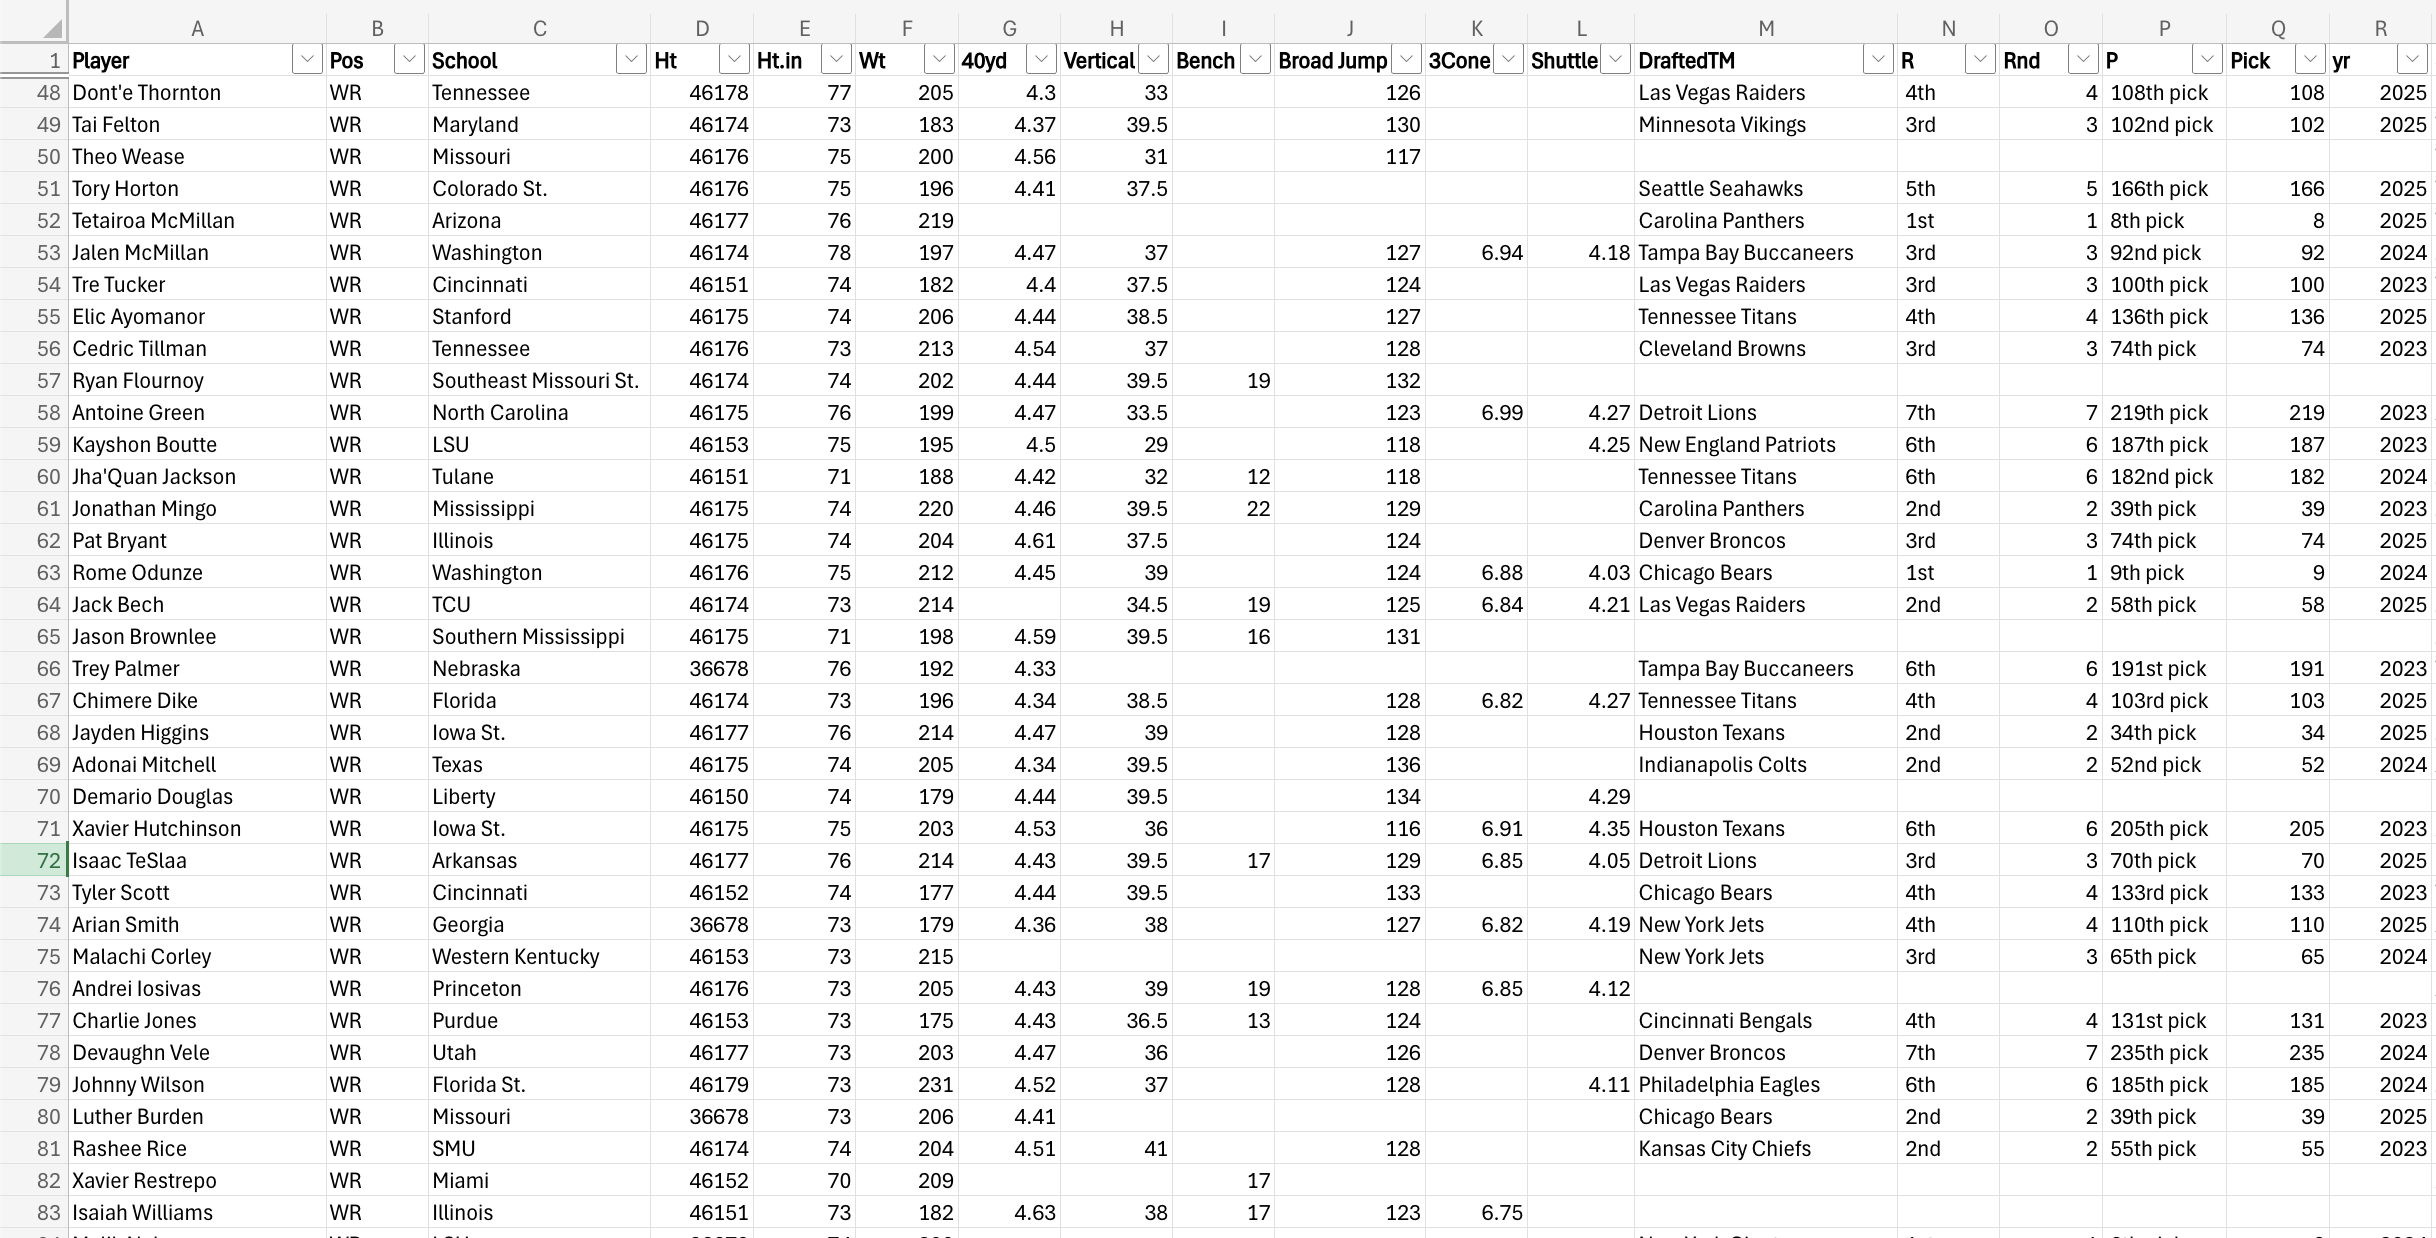 A B C D E F G H I J K L M N O P Q R
1 Player Pos School Ht Ht.in Wt 40yd Vertical Bench Broad Jump 3Cone Shuttle DraftedTM R Rnd P Pick yr
48 Dont'e Thornton WR Tennessee 46178 77 205 4.3 33 126 Las Vegas Raiders 4th 4 108th pick 108 2025
49 Tai Felton WR Maryland 46174 73 183 4.37 39.5 130 Minnesota Vikings 3rd 3 102nd pick 102 2025
50 Theo Wease WR Missouri 46176 75 200 4.56 31 117
51 Tory Horton WR Colorado St. 46176 75 196 4.41 37.5 Seattle Seahawks 5th 5 166th pick 166 2025
52 Tetairoa McMillan WR Arizona 46177 76 219 Carolina Panthers 1st 1 8th pick 8 2025
53 Jalen McMillan WR Washington 46174 78 197 4.47 37 127 6.94 4.18 Tampa Bay Buccaneers 3rd 3 92nd pick 92 2024
54 Tre Tucker WR Cincinnati 46151 74 182 4.4 37.5 124 Las Vegas Raiders 3rd 3 100th pick 100 2023
55 Elic Ayomanor WR Stanford 46175 74 206 4.44 38.5 127 Tennessee Titans 4th 4 136th pick 136 2025
56 Cedric Tillman WR Tennessee 46176 73 213 4.54 37 128 Cleveland Browns 3rd 3 74th pick 74 2023
57 Ryan Flournoy WR Southeast Missouri St. 46174 74 202 4.44 39.5 19 132
58 Antoine Green WR North Carolina 46175 76 199 4.47 33.5 123 6.99 4.27 Detroit Lions 7th 7 219th pick 219 2023
59 Kayshon Boutte WR LSU 46153 75 195 4.5 29 118 4.25 New England Patriots 6th 6 187th pick 187 2023
60 Jha'Quan Jackson WR Tulane 46151 71 188 4.42 32 12 118 Tennessee Titans 6th 6 182nd pick 182 2024
61 Jonathan Mingo WR Mississippi 46175 74 220 4.46 39.5 22 129 Carolina Panthers 2nd 2 39th pick 39 2023
62 Pat Bryant WR Illinois 46175 74 204 4.61 37.5 124 Denver Broncos 3rd 3 74th pick 74 2025
63 Rome Odunze WR Washington 46176 75 212 4.45 39 124 6.88 4.03 Chicago Bears 1st 1 9th pick 9 2024
64 Jack Bech WR TCU 46174 73 214 34.5 19 125 6.84 4.21 Las Vegas Raiders 2nd 2 58th pick 58 2025
65 Jason Brownlee WR Southern Mississippi 46175 71 198 4.59 39.5 16 131
66 Trey Palmer WR Nebraska 36678 76 192 4.33 Tampa Bay Buccaneers 6th 6 191st pick 191 2023
67 Chimere Dike WR Florida 46174 73 196 4.34 38.5 128 6.82 4.27 Tennessee Titans 4th 4 103rd pick 103 2025
68 Jayden Higgins WR Iowa St. 46177 76 214 4.47 39 128 Houston Texans 2nd 2 34th pick 34 2025
69 Adonai Mitchell WR Texas 46175 74 205 4.34 39.5 136 Indianapolis Colts 2nd 2 52nd pick 52 2024
70 Demario Douglas WR Liberty 46150 74 179 4.44 39.5 134 4.29
71 Xavier Hutchinson WR Iowa St. 46175 75 203 4.53 36 116 6.91 4.35 Houston Texans 6th 6 205th pick 205 2023
72 Isaac TeSlaa WR Arkansas 46177 76 214 4.43 39.5 17 129 6.85 4.05 Detroit Lions 3rd 3 70th pick 70 2025
73 Tyler Scott WR Cincinnati 46152 74 177 4.44 39.5 133 Chicago Bears 4th 4 133rd pick 133 2023
74 Arian Smith WR Georgia 36678 73 179 4.36 38 127 6.82 4.19 New York Jets 4th 4 110th pick 110 2025
75 Malachi Corley WR Western Kentucky 46153 73 215 New York Jets 3rd 3 65th pick 65 2024
76 Andrei Iosivas WR Princeton 46176 73 205 4.43 39 19 128 6.85 4.12
77 Charlie Jones WR Purdue 46153 73 175 4.43 36.5 13 124 Cincinnati Bengals 4th 4 131st pick 131 2023
78 Devaughn Vele WR Utah 46177 73 203 4.47 36 126 Denver Broncos 7th 7 235th pick 235 2024
79 Johnny Wilson WR Florida St. 46179 73 231 4.52 37 128 4.11 Philadelphia Eagles 6th 6 185th pick 185 2024
80 Luther Burden WR Missouri 36678 73 206 4.41 Chicago Bears 2nd 2 39th pick 39 2025
81 Rashee Rice WR SMU 46174 74 204 4.51 41 128 Kansas City Chiefs 2nd 2 55th pick 55 2023
82 Xavier Restrepo WR Miami 46152 70 209 17
83 Isaiah Williams WR Illinois 46151 73 182 4.63 38 17 123 6.75